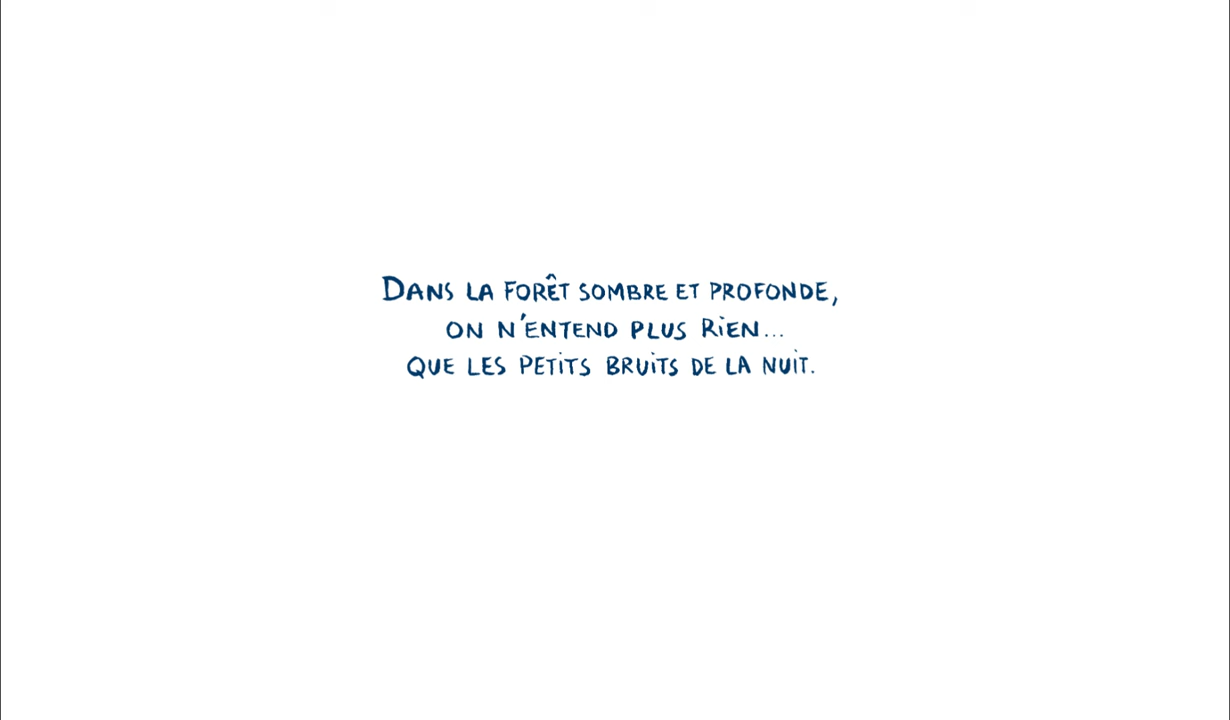 DANS LA FORÊT SOMBRE ET PROFONDE,
ON N'ENTEND PLUS RIEN...
QUE LES PETITS BRUITS DE LA NUIT.